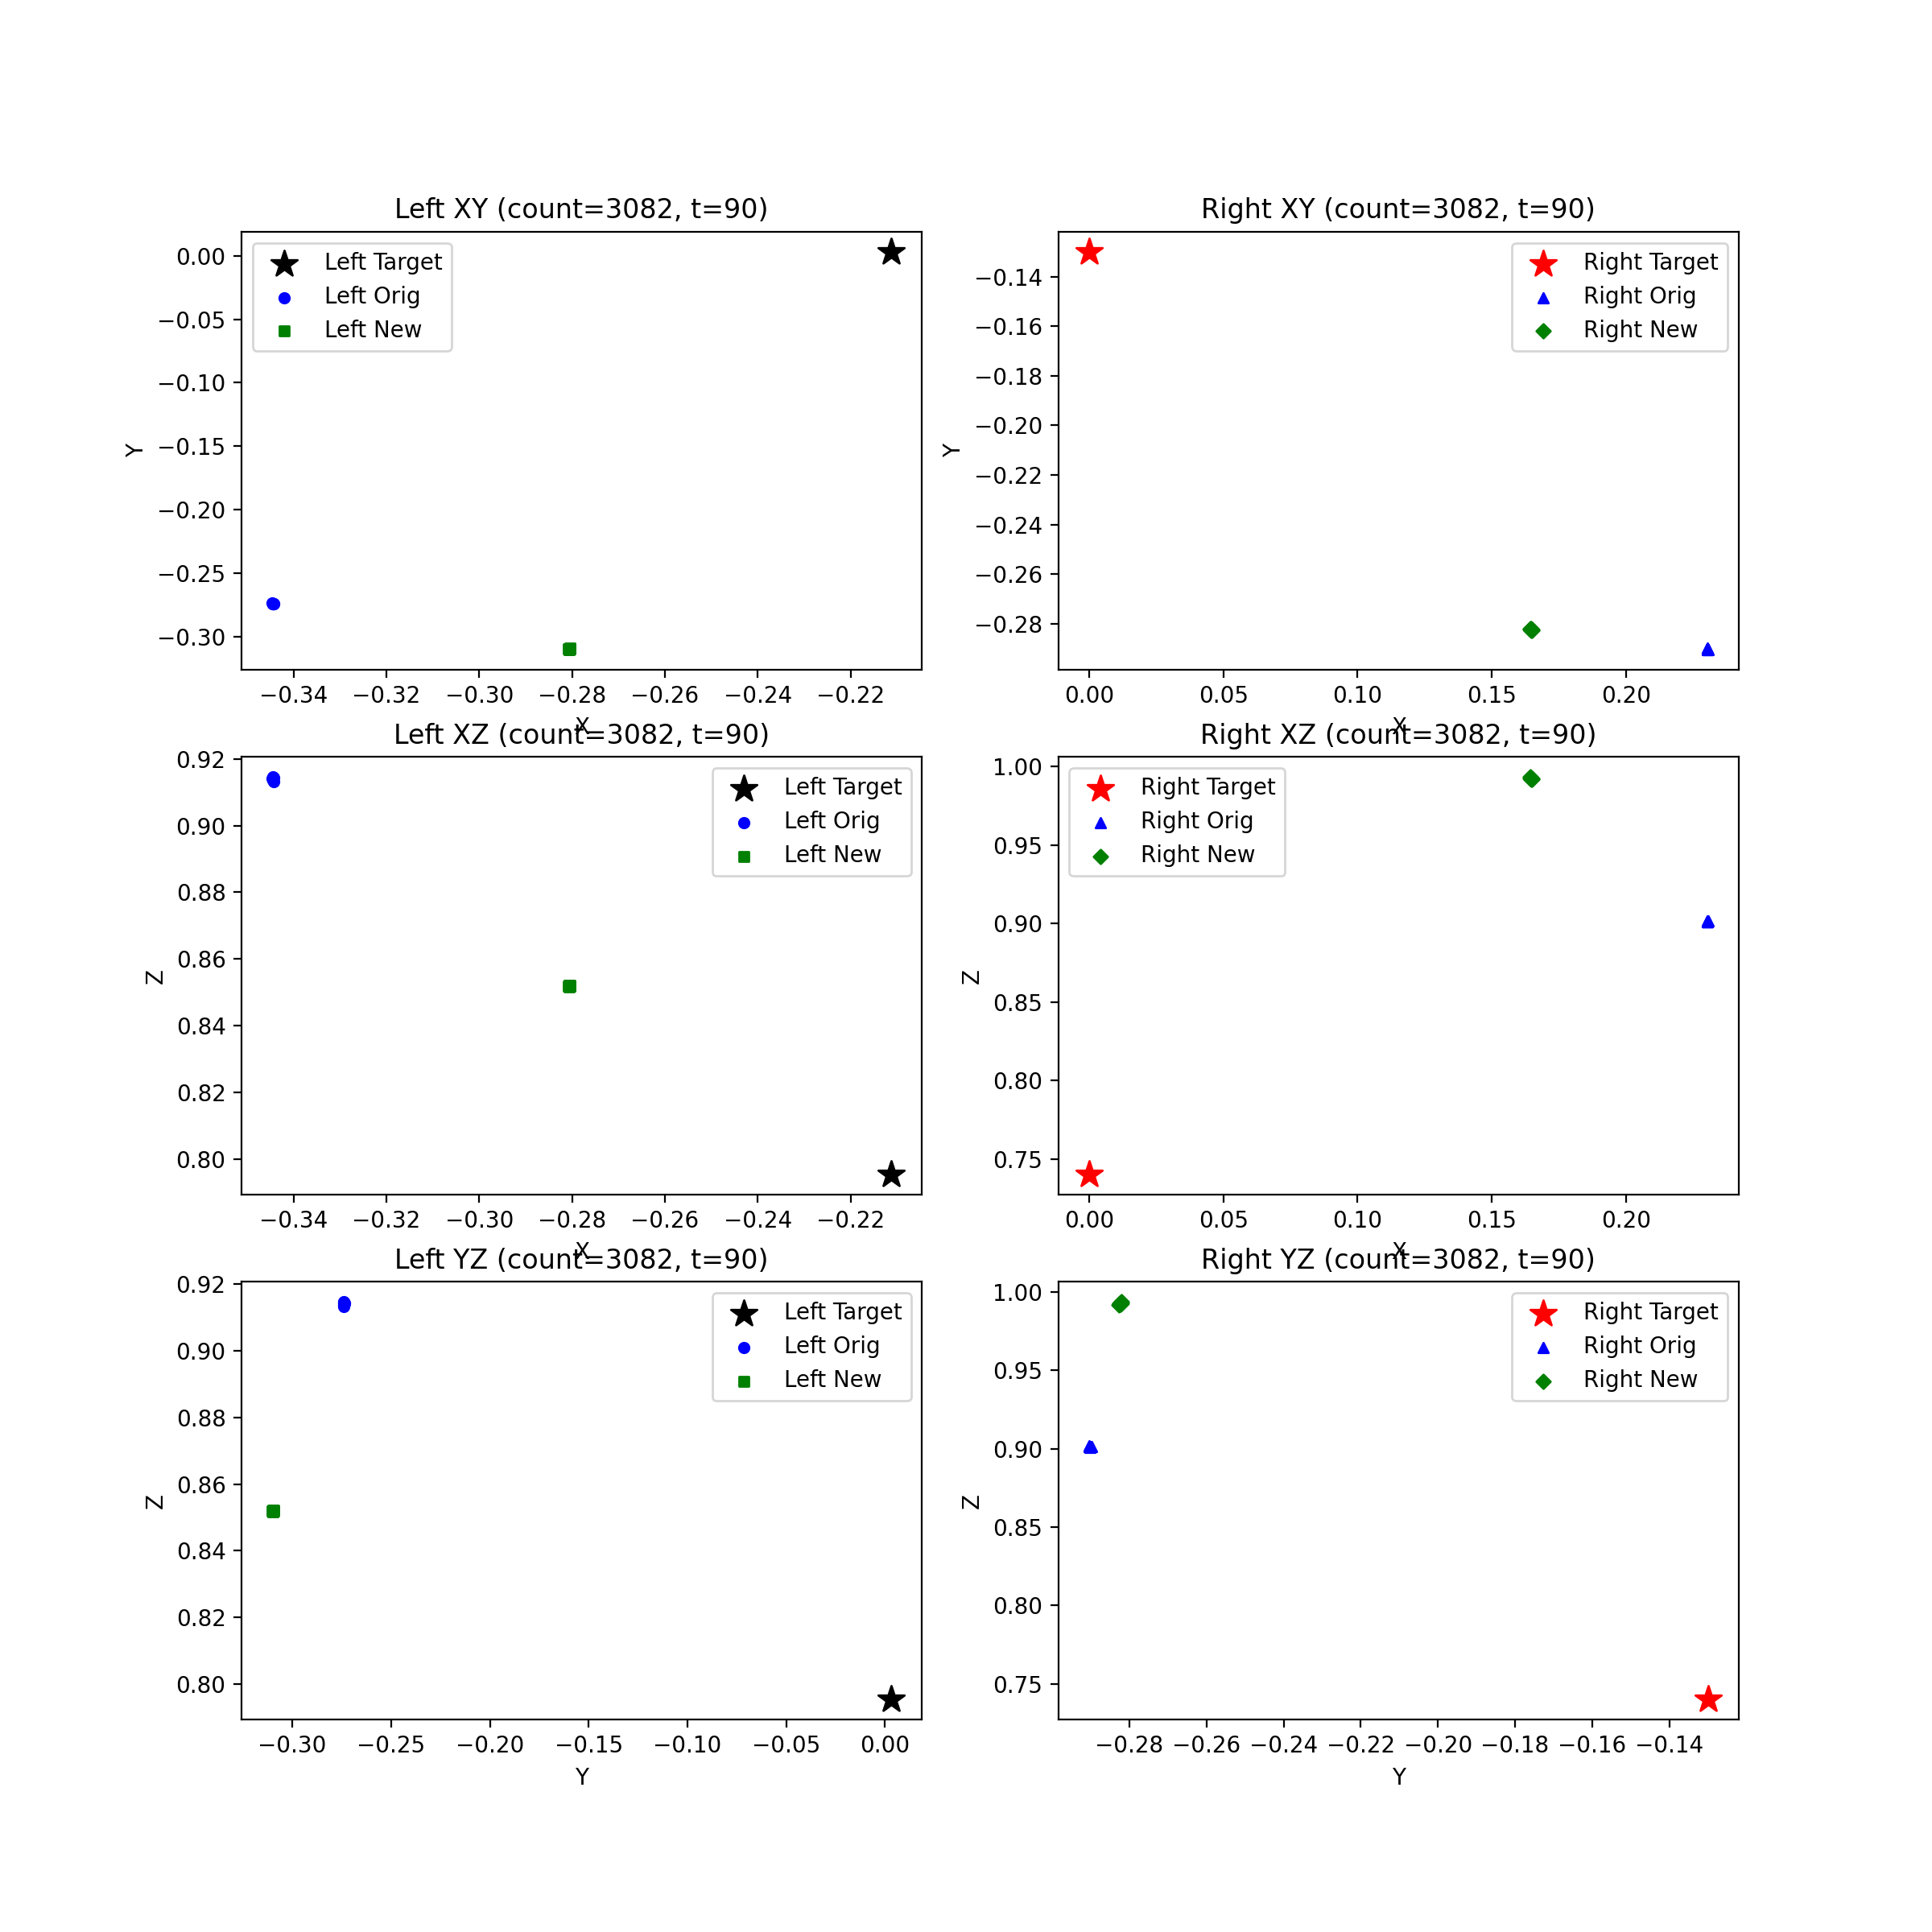 Left XY (count=3082, t=90)
Left Target
Left Orig
Left New
0.00
−0.05
−0.10
−0.15
−0.20
−0.25
−0.30
Y
−0.34
−0.32
−0.30
−0.28
−0.26
−0.24
−0.22
X
Right XY (count=3082, t=90)
Right Target
Right Orig
Right New
−0.14
−0.16
−0.18
−0.20
−0.22
−0.24
−0.26
−0.28
Y
0.00
0.05
0.10
0.15
0.20
X
Left XZ (count=3082, t=90)
Left Target
Left Orig
Left New
0.92
0.90
0.88
0.86
0.84
0.82
0.80
Z
−0.34
−0.32
−0.30
−0.28
−0.26
−0.24
−0.22
X
Right XZ (count=3082, t=90)
Right Target
Right Orig
Right New
1.00
0.95
0.90
0.85
0.80
0.75
Z
0.00
0.05
0.10
0.15
0.20
X
Left YZ (count=3082, t=90)
Left Target
Left Orig
Left New
0.92
0.90
0.88
0.86
0.84
0.82
0.80
Z
−0.30
−0.25
−0.20
−0.15
−0.10
−0.05
0.00
Y
Right YZ (count=3082, t=90)
Right Target
Right Orig
Right New
1.00
0.95
0.90
0.85
0.80
0.75
Z
−0.28
−0.26
−0.24
−0.22
−0.20
−0.18
−0.16
−0.14
Y